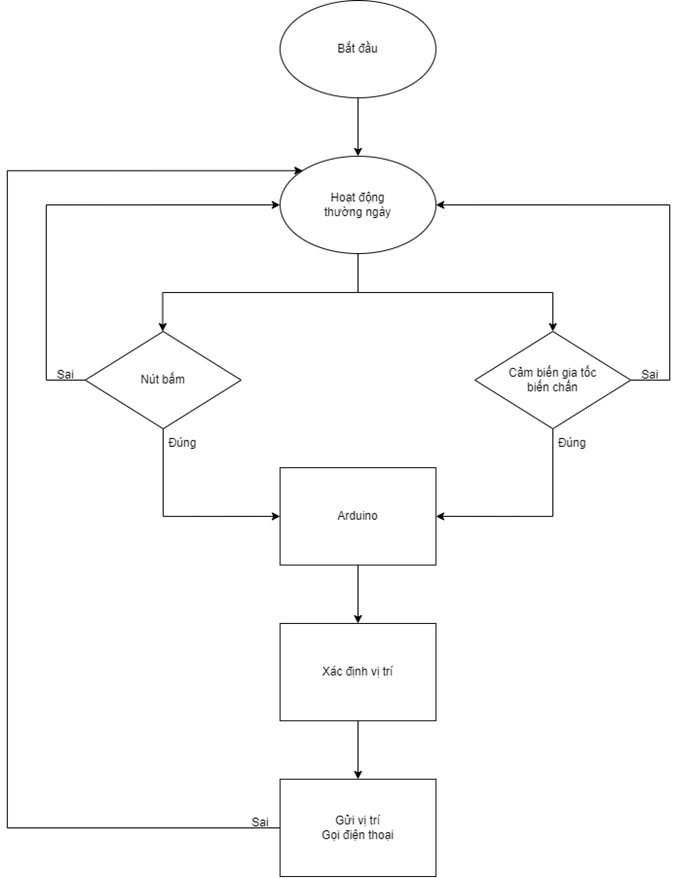 Bắt đầu
Hoạt động
thường ngày
Sai
Nút bấm
Cảm biến gia tốc
biến chấn
Sai
Đúng
Đúng
Arduino
Xác định vị trí
Sai
Gửi vị trí
Gọi điện thoại